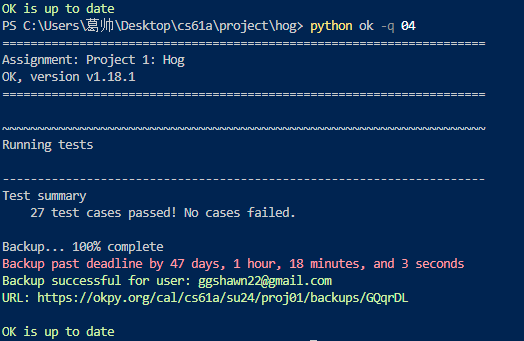 OK is up to date
PS C:\Users\葛帅\Desktop\cs61a\project\hog> python ok -q 04
=====================================================================
Assignment: Project 1: Hog
OK, version v1.18.1
=====================================================================
~~~~~~~~~~~~~~~~~~~~~~~~~~~~~~~~~~~~~~~~~~~~~~~~~~~~~~~~~~~~~~~~~~~~~
Running tests
---------------------------------------------------------------------
Test summary
    27 test cases passed! No cases failed.
Backup... 100% complete
Backup past deadline by 47 days, 1 hour, 18 minutes, and 3 seconds
Backup successful for user: ggshawn22@gmail.com
URL: https://okpy.org/cal/cs61a/su24/proj01/backups/GQqrDL
OK is up to date